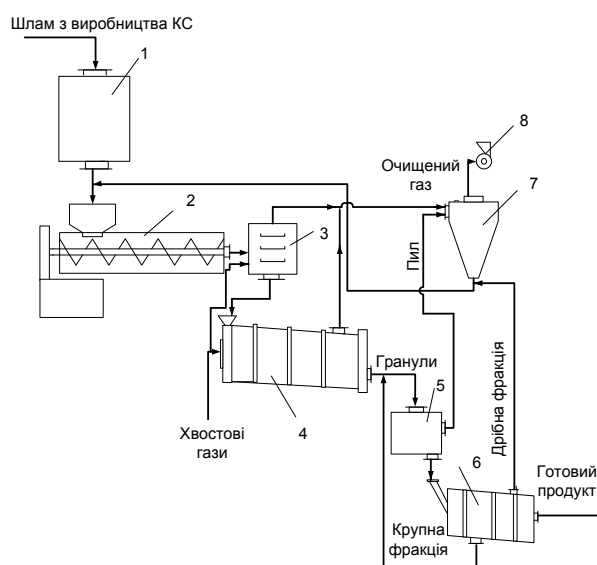 Шлам з виробництва КС
1
8
Очищений
газ
7
2
3
Пил
Гранули
5
Хвостові
гази
4
Дрібна фракція
6
Готовий
продукт
Крупна
фракція